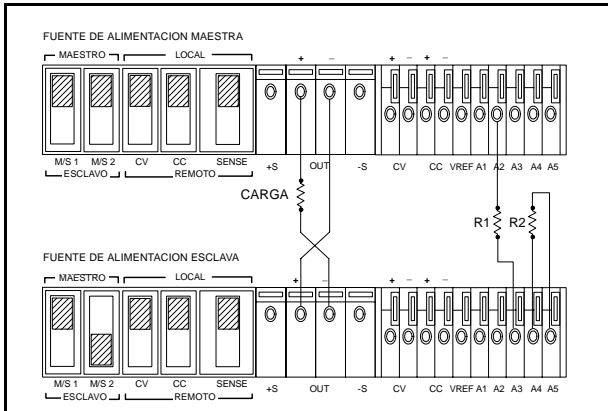 FUENTE DE ALIMENTACION MAESTRA
MAESTRO LOCAL
+ – + – + –
M/S 1 M/S 2 CV CC SENSE +S OUT -S CV CC VREF A1 A2 A3 A4 A5
ESCLAVO REMOTO
CARGA R1 R2
FUENTE DE ALIMENTACION ESCLAVA
MAESTRO LOCAL
+ – + – + –
M/S 1 M/S 2 CV CC SENSE +S OUT -S CV CC VREF A1 A2 A3 A4 A5
ESCLAVO REMOTO